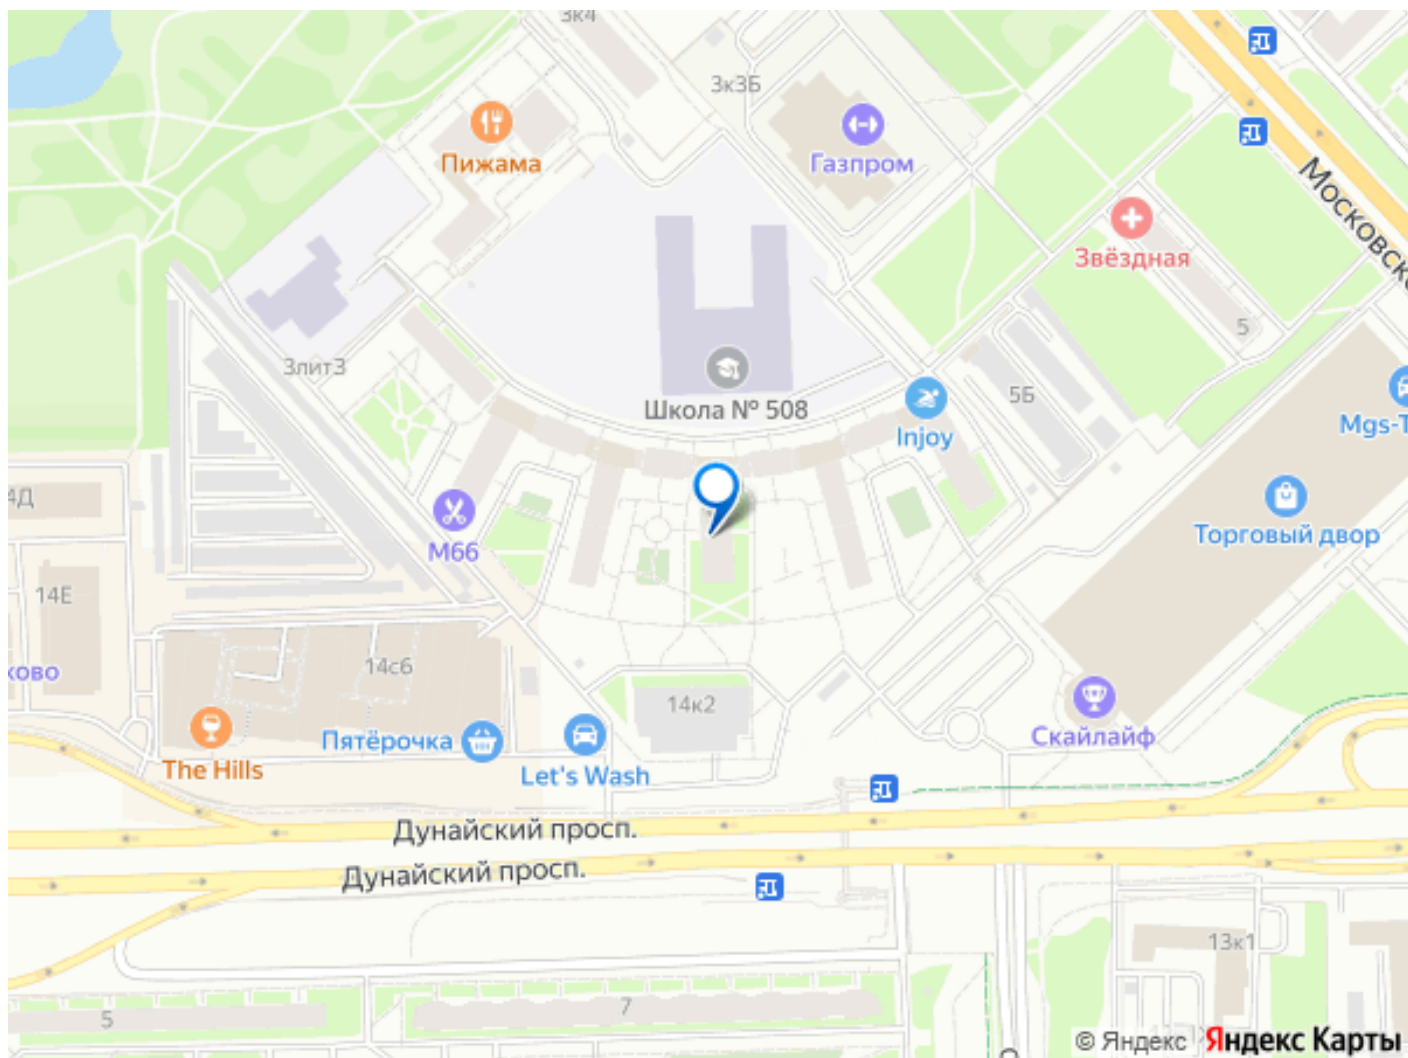 3к4
3к3Б
Пижама
Газпром
Московск
Звёздная
5
3лит3
Школа № 508
5Б
Injoy
Mgs-T
4Д
М66
Торговый двор
14Е
ково
14с6
14к2
Пятёрочка
The Hills
Let's Wash
Скайлайф
Дунайский просп.
Дунайский просп.
13к1
5
7
© Яндекс Яндекс Карты